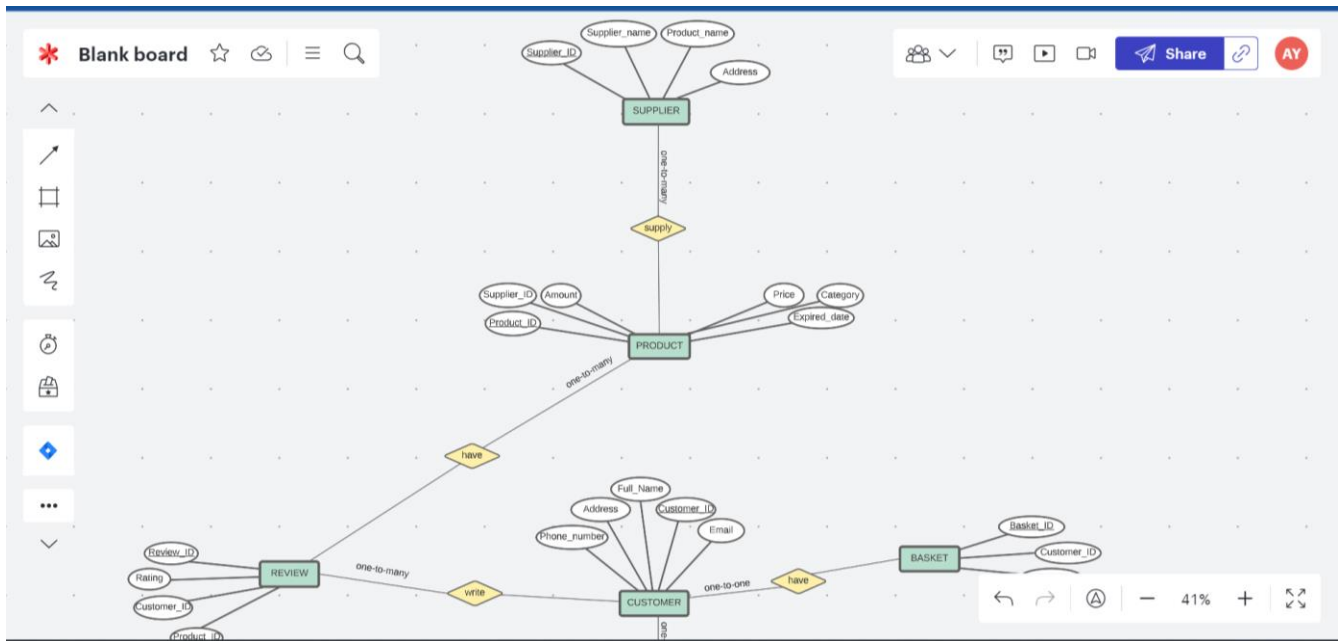 Blank board
Share
AY
Supplier_name
Product_name
Supplier_ID
Address
SUPPLIER
one-to-many
supply
Supplier_ID
Amount
Price
Category
Product_ID
Expired_date
PRODUCT
one-to-many
have
Full_Name
Address
Customer_ID
Phone_number
Email
Basket_ID
Review_ID
Customer_ID
BASKET
REVIEW
one-to-many
Rating
one-to-one
have
write
CUSTOMER
Customer_ID
Product_ID
one-
41%